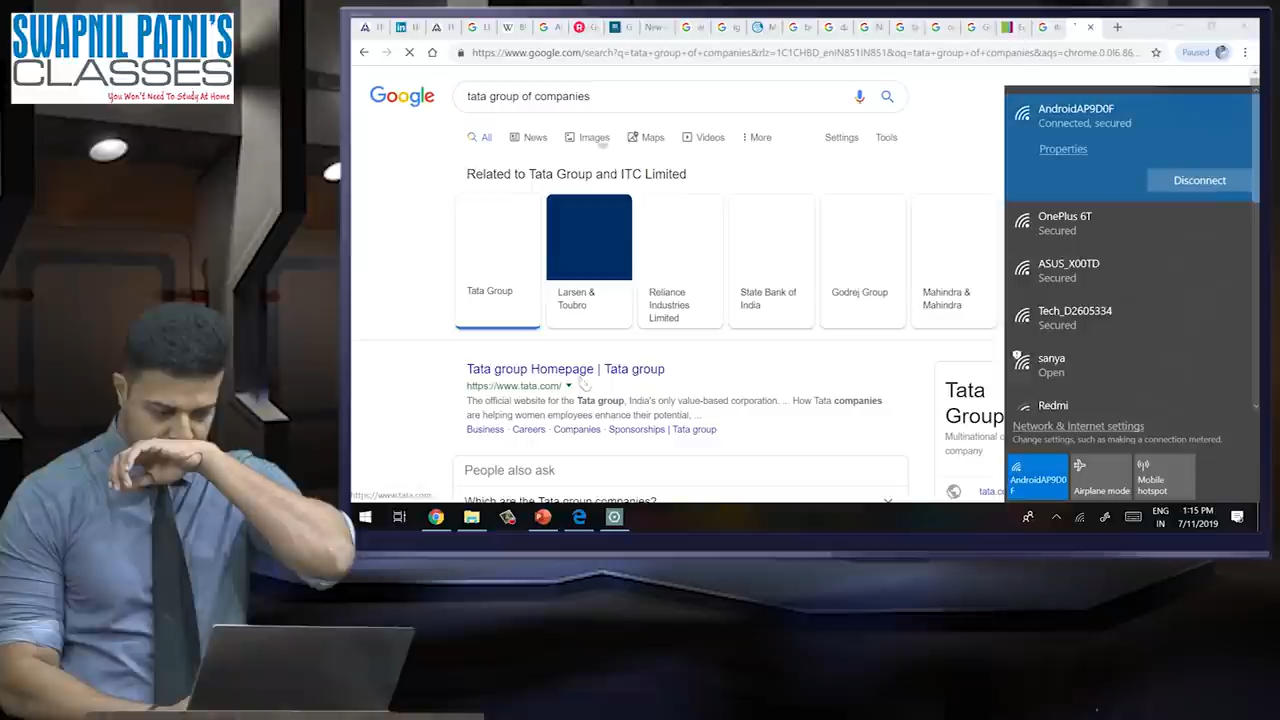 SWAPNIL PATNI'S
CLASSES
You Won't Need To Study At Home
https://www.google.com/search?q=tata+group+of+companies&rlz=1C1CHBD_enIN851IN851&oq=tata+group+of+companies&aqs=chrome.0.0l6.86...
Paused
Google
tata group of companies
All
News
Images
Maps
Videos
More
Settings
Tools
Related to Tata Group and ITC Limited
Tata Group
Larsen &
Toubro
Reliance
Industries
Limited
State Bank of
India
Godrej Group
Mahindra &
Mahindra
Tata group Homepage | Tata group
https://www.tata.com/
The official website for the Tata group, India's only value-based corporation. ... How Tata companies
are helping women employees enhance their potential, ...
Business · Careers · Companies · Sponsorships | Tata group
People also ask
Which are the Tata group companies?
https://www.tata.com
Tata
Group
Multinational c
company
tata.c
AndroidAP9D0F
Connected, secured
Properties
Disconnect
OnePlus 6T
Secured
ASUS_X00TD
Secured
Tech_D2605334
Secured
sanya
Open
Redmi
Network & Internet settings
Change settings, such as making a connection metered.
AndroidAP9D0
F
Airplane mode
Mobile
hotspot
ENG
IN
1:15 PM
7/11/2019